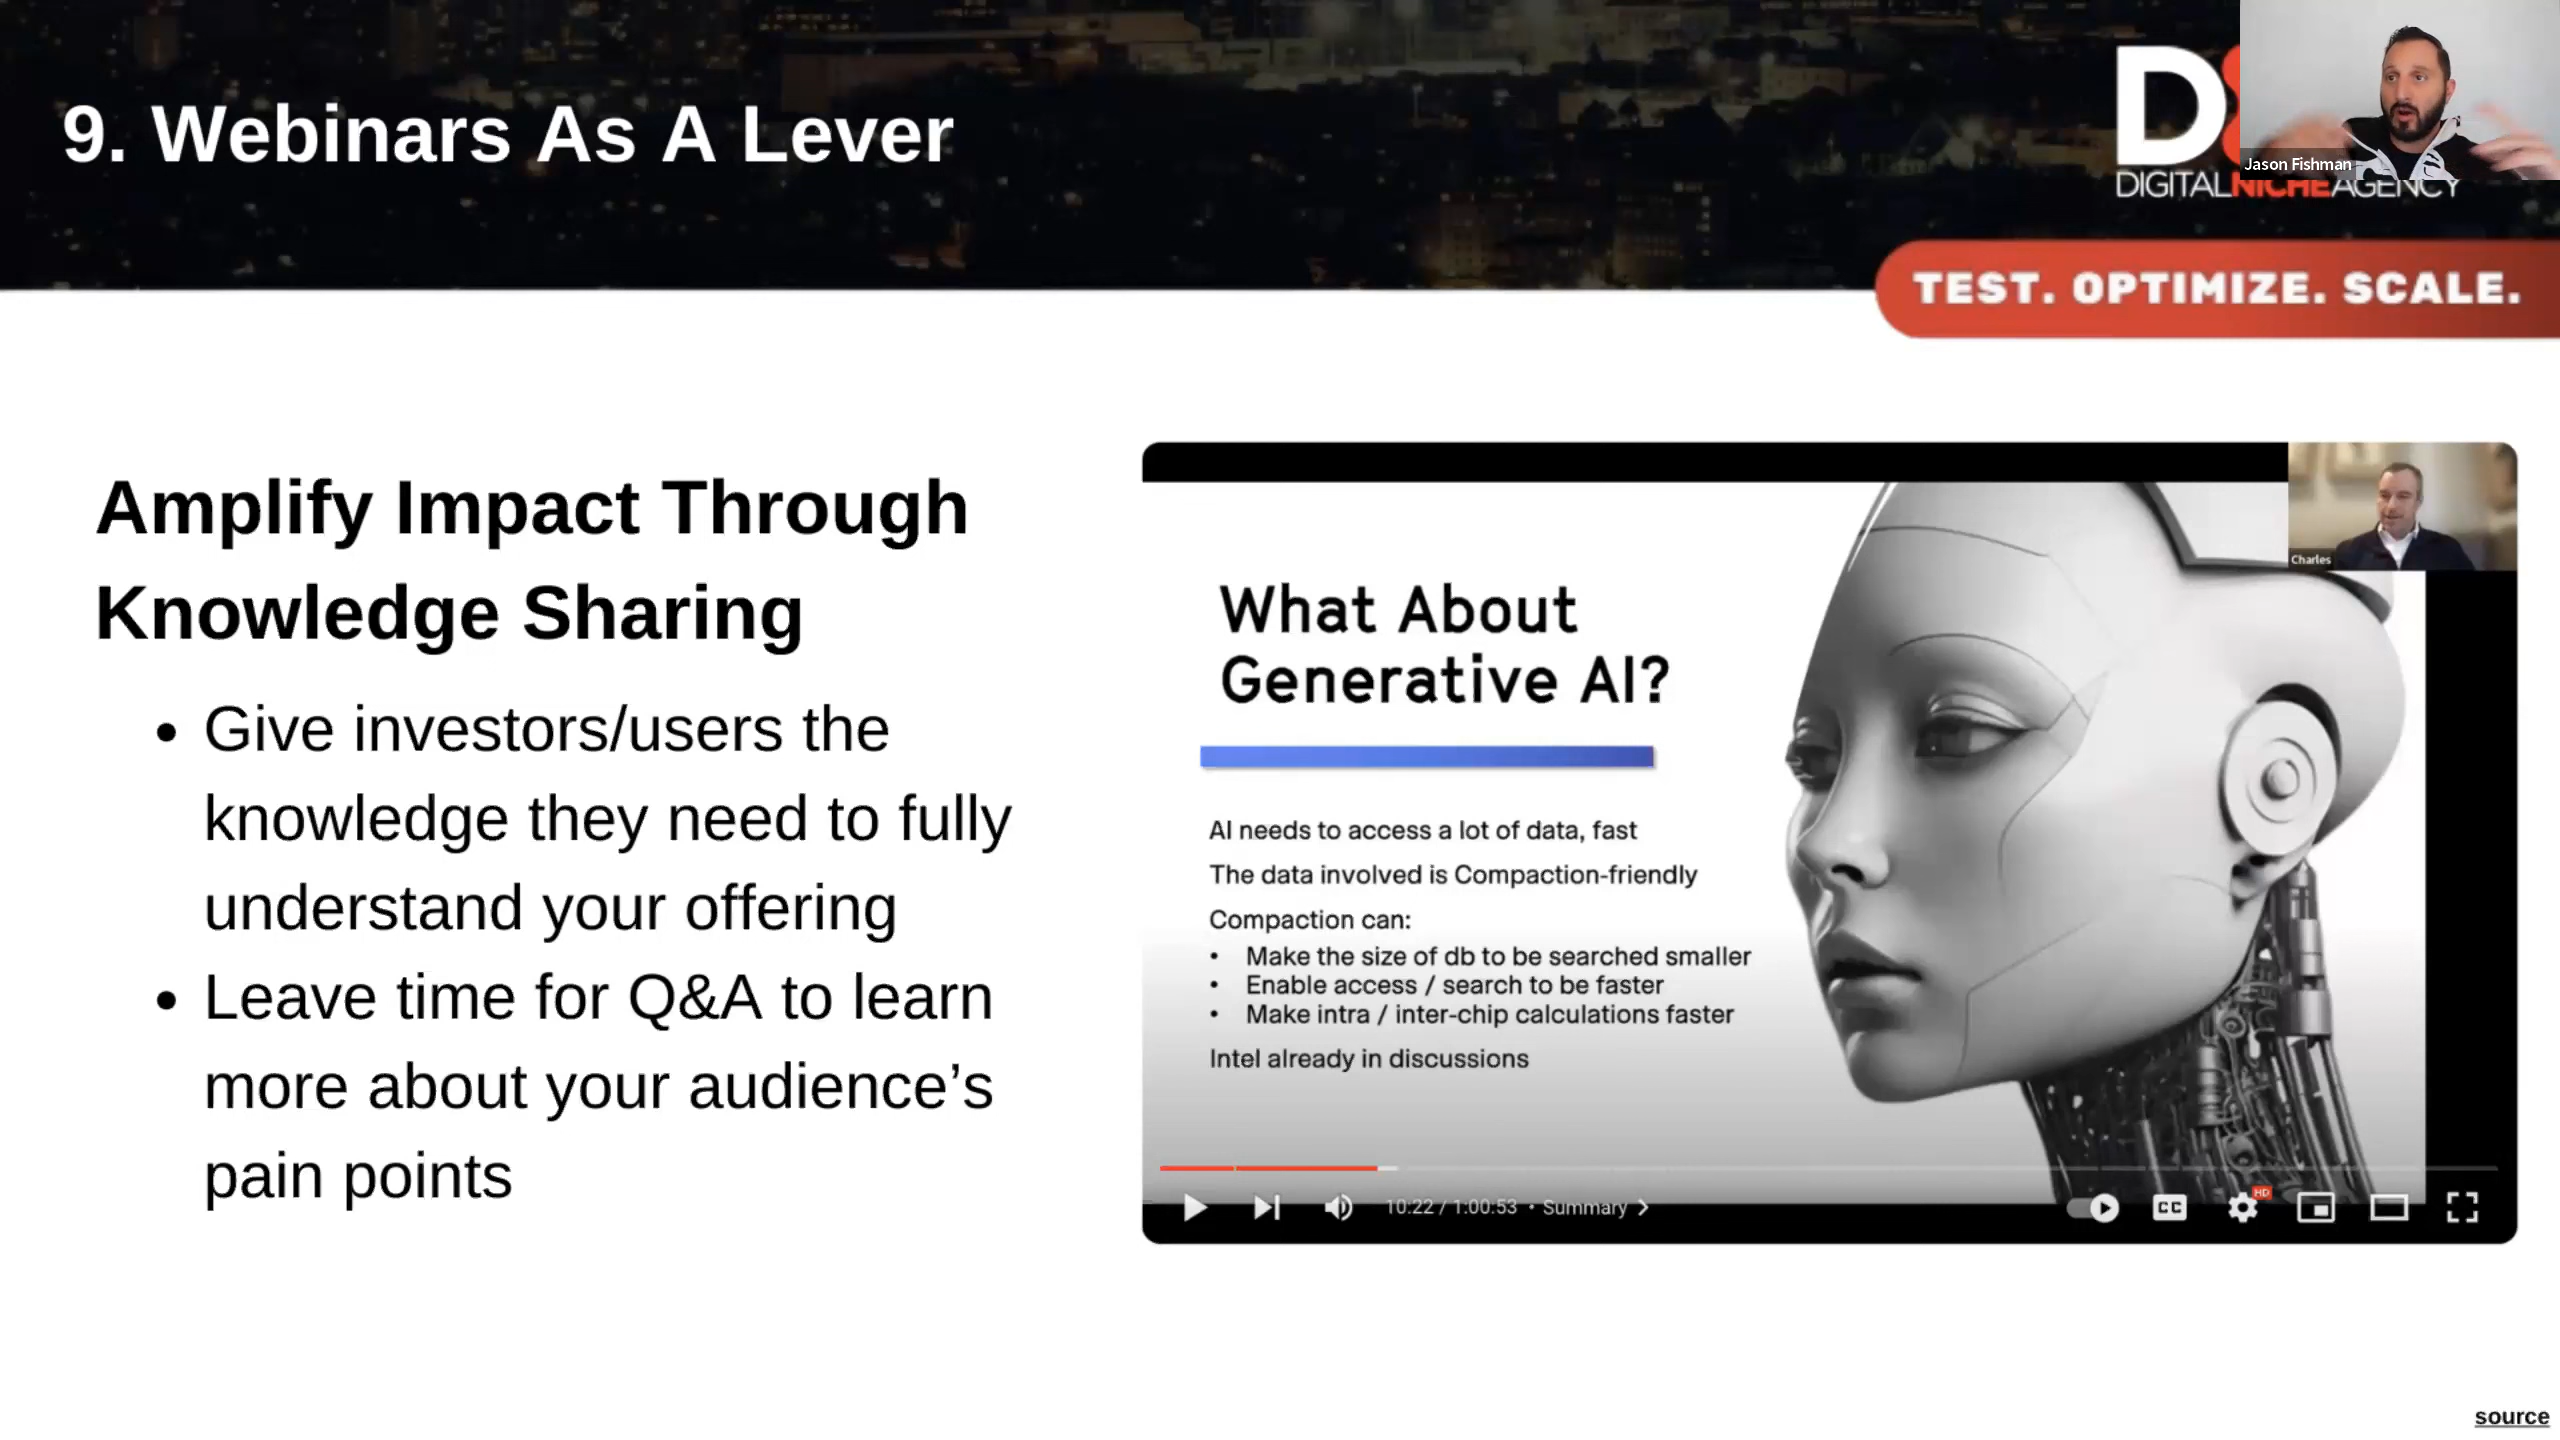 9. Webinars As A Lever
D
Jason Fishman
DIGITALNICHEAGENCY
TEST. OPTIMIZE. SCALE.
Amplify Impact Through
Knowledge Sharing
• Give investors/users the
knowledge they need to fully
understand your offering
• Leave time for Q&A to learn
more about your audience’s
pain points
Charles
What About
Generative AI?
AI needs to access a lot of data, fast
The data involved is Compaction-friendly
Compaction can:
• Make the size of db to be searched smaller
• Enable access / search to be faster
• Make intra / inter-chip calculations faster
Intel already in discussions
10:22 / 1:00:53 • Summary
CC
HD
source